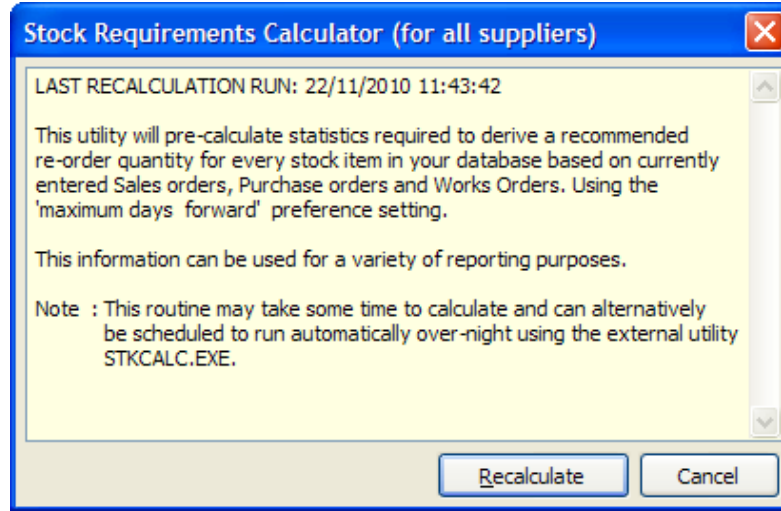 Stock Requirements Calculator (for all suppliers)
LAST RECALCULATION RUN: 22/11/2010 11:43:42
This utility will pre-calculate statistics required to derive a recommended
re-order quantity for every stock item in your database based on currently
entered Sales orders, Purchase orders and Works Orders. Using the
'maximum days  forward'  preference setting.
This information can be used for a variety of reporting purposes.
Note  : This routine may take some time to calculate and can alternatively
be scheduled to run automatically over-night using the external utility
STKCALC.EXE.
Recalculate Cancel